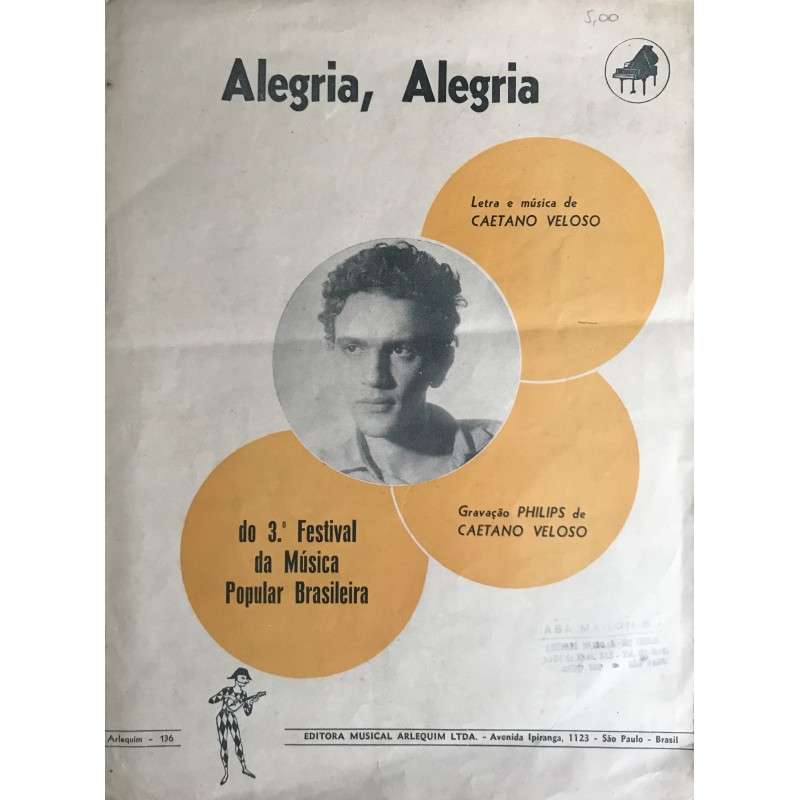 5,00
Alegria, Alegria
Letra e música de
CAETANO VELOSO
Gravação PHILIPS de
CAETANO VELOSO
do 3.º Festival
da Música
Popular Brasileira
Arlequim - 136
EDITORA MUSICAL ARLEQUIM LTDA. - Avenida Ipiranga, 1123 - São Paulo - Brasil